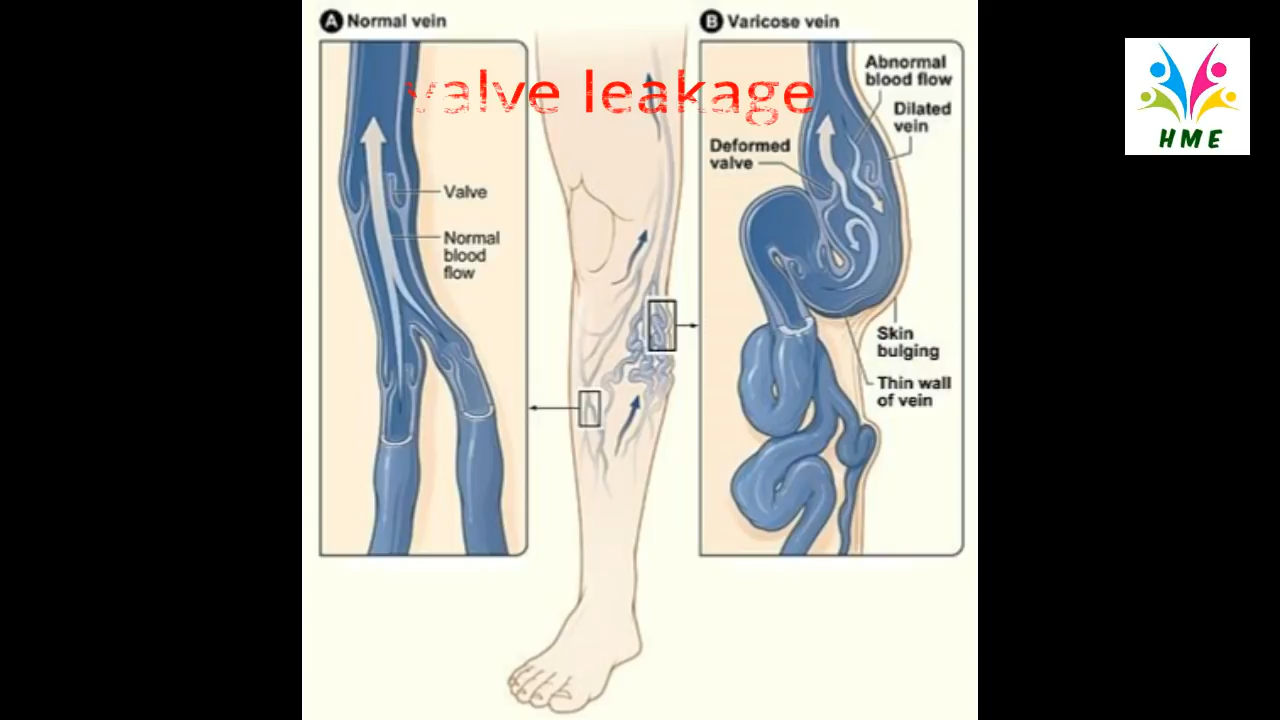 A Normal vein
B Varicose vein
valve leakage
Valve
Normal
blood
flow
Abnormal
blood flow
Dilated
vein
Deformed
valve
Skin
bulging
Thin wall
of vein
HME